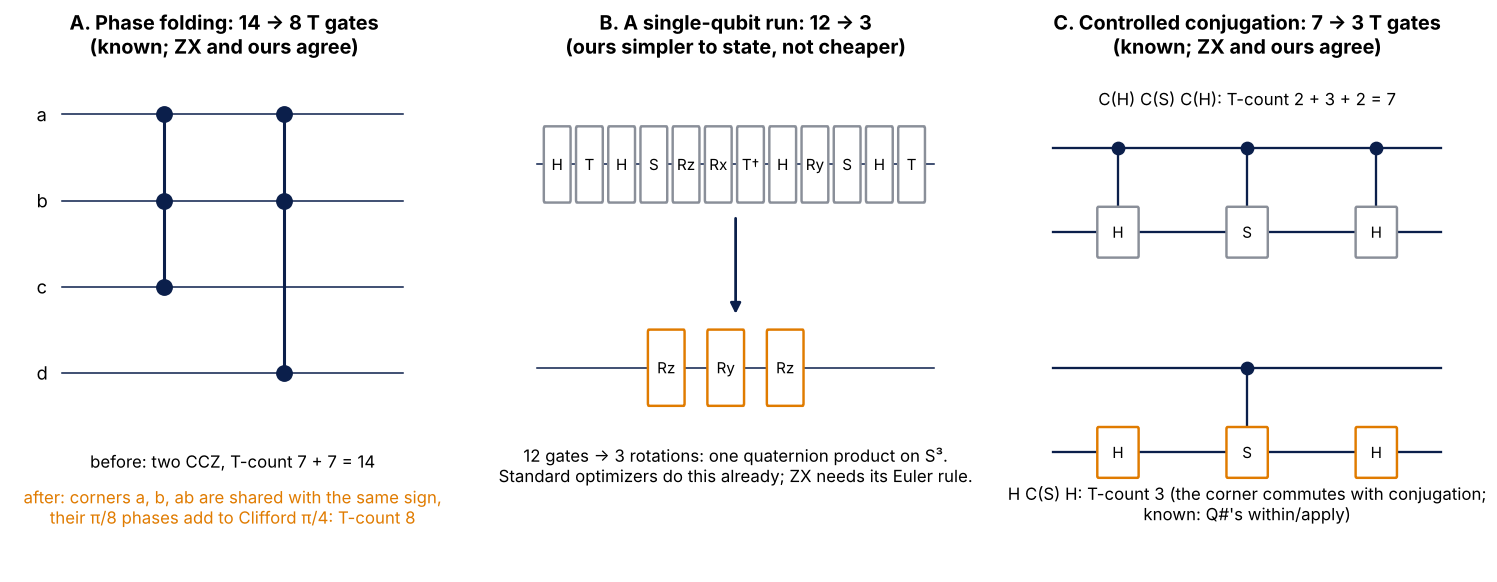 A. Phase folding: 14 → 8 T gates
(known; ZX and ours agree)
a
b
c
d
before: two CCZ, T-count 7 + 7 = 14
after: corners a, b, ab are shared with the same sign,
their π/8 phases add to Clifford π/4: T-count 8
B. A single-qubit run: 12 → 3
(ours simpler to state, not cheaper)
H T H S Rz Rx T† H Ry S H T
Rz Ry Rz
12 gates → 3 rotations: one quaternion product on S³.
Standard optimizers do this already; ZX needs its Euler rule.
C. Controlled conjugation: 7 → 3 T gates
(known; ZX and ours agree)
C(H) C(S) C(H): T-count 2 + 3 + 2 = 7
H S H
H S H
H C(S) H: T-count 3 (the corner commutes with conjugation;
known: Q#'s within/apply)